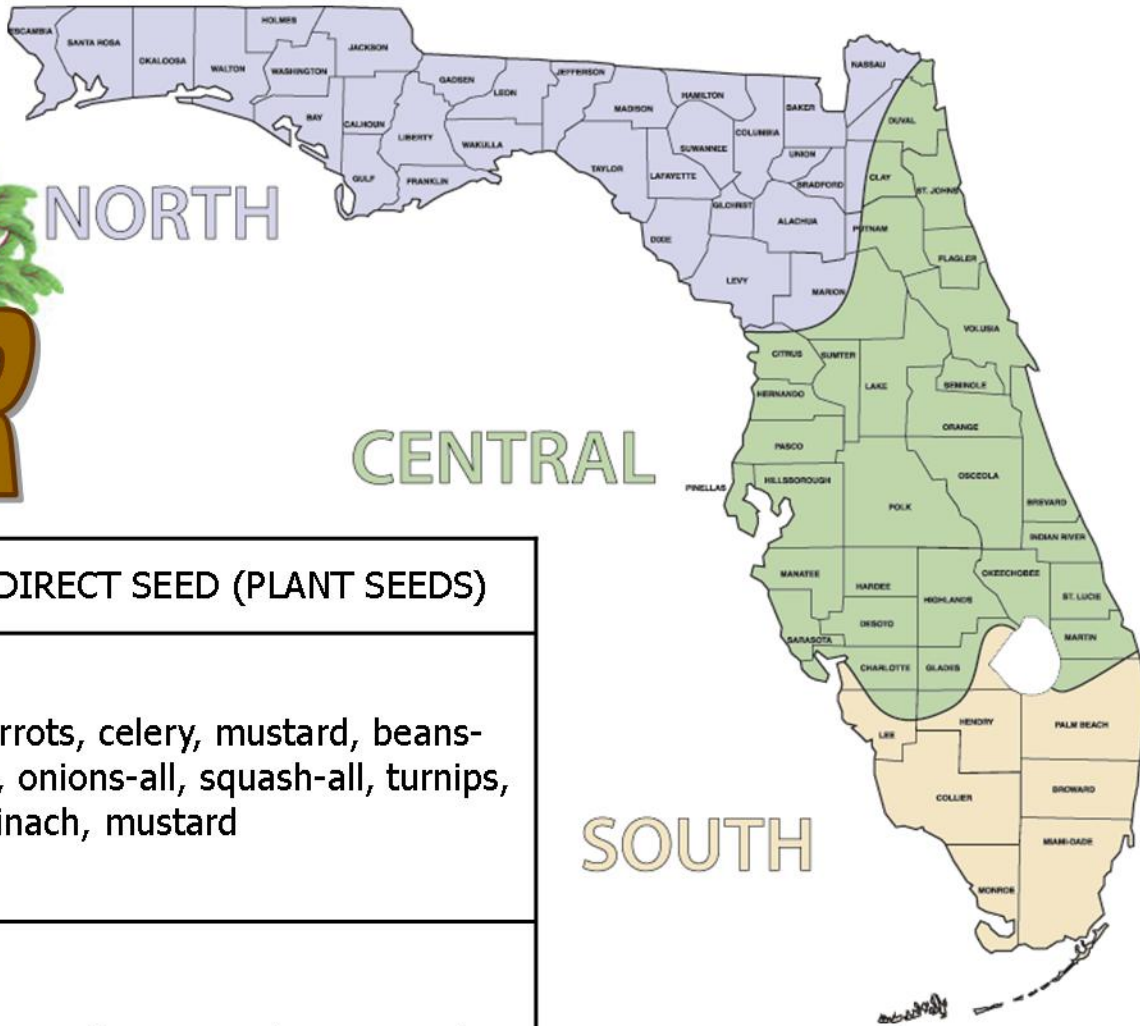 ESCAMBIA
SANTA ROSA
OKALOOSA
WALTON
HOLMES
WASHINGTON
JACKSON
BAY
CALHOUN
GULF
GADSEN
LIBERTY
FRANKLIN
LEON
WAKULLA
JEFFERSON
MADISON
TAYLOR
HAMILTON
SUWANNEE
LAFAYETTE
DIXIE
COLUMBIA
GILCHRIST
LEVY
BAKER
UNION
BRADFORD
ALACHUA
MARION
NASSAU
DUVAL
CLAY
ST. JOHNS
PUTNAM
FLAGLER
VOLUSIA
NORTH
R
CITRUS
SUMTER
LAKE
SEMINOLE
HERNANDO
ORANGE
PASCO
CENTRAL
PINELLAS
HILLSBOROUGH
OSCEOLA
POLK
BREVARD
INDIAN RIVER
MANATEE
HARDEE
OKEECHOBEE
HIGHLANDS
ST. LUCIE
DESOTO
SARASOTA
MARTIN
CHARLOTTE
GLADES
DIRECT SEED (PLANT SEEDS)
rrots, celery, mustard, beans-
, onions-all, squash-all, turnips,
inach, mustard
LEE
HENDRY
PALM BEACH
COLLIER
BROWARD
MIAMI-DADE
MONROE
SOUTH